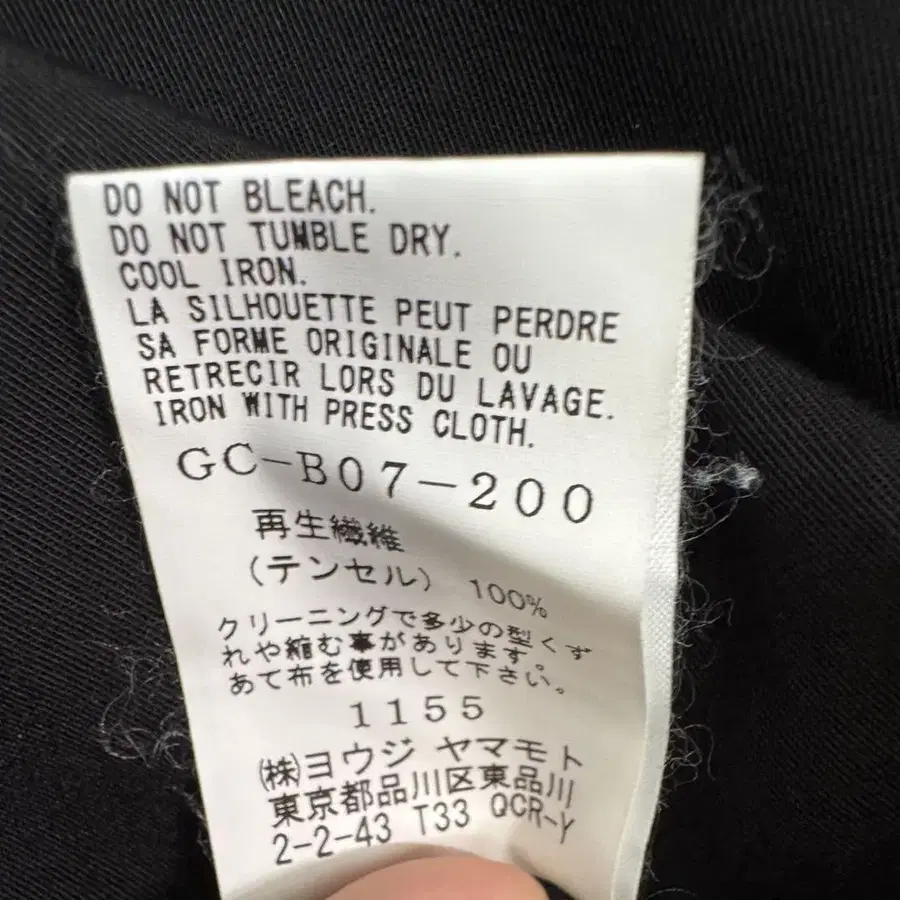 DO NOT BLEACH.
DO NOT TUMBLE DRY.
COOL IRON.
LA SILHOUETTE PEUT PERDRE
SA FORME ORIGINALE OU
RETRECIR LORS DU LAVAGE.
IRON WITH PRESS CLOTH.
GC-B07-200
再生繊維
(テンセル) 100%
クリーニングで多少の型くず
れや縮む事があります。
あて布を使用して下さい。
1155
㈱ヨウジ ヤマモト
東京都品川区東品川
2-2-43 T33 QCR-Y